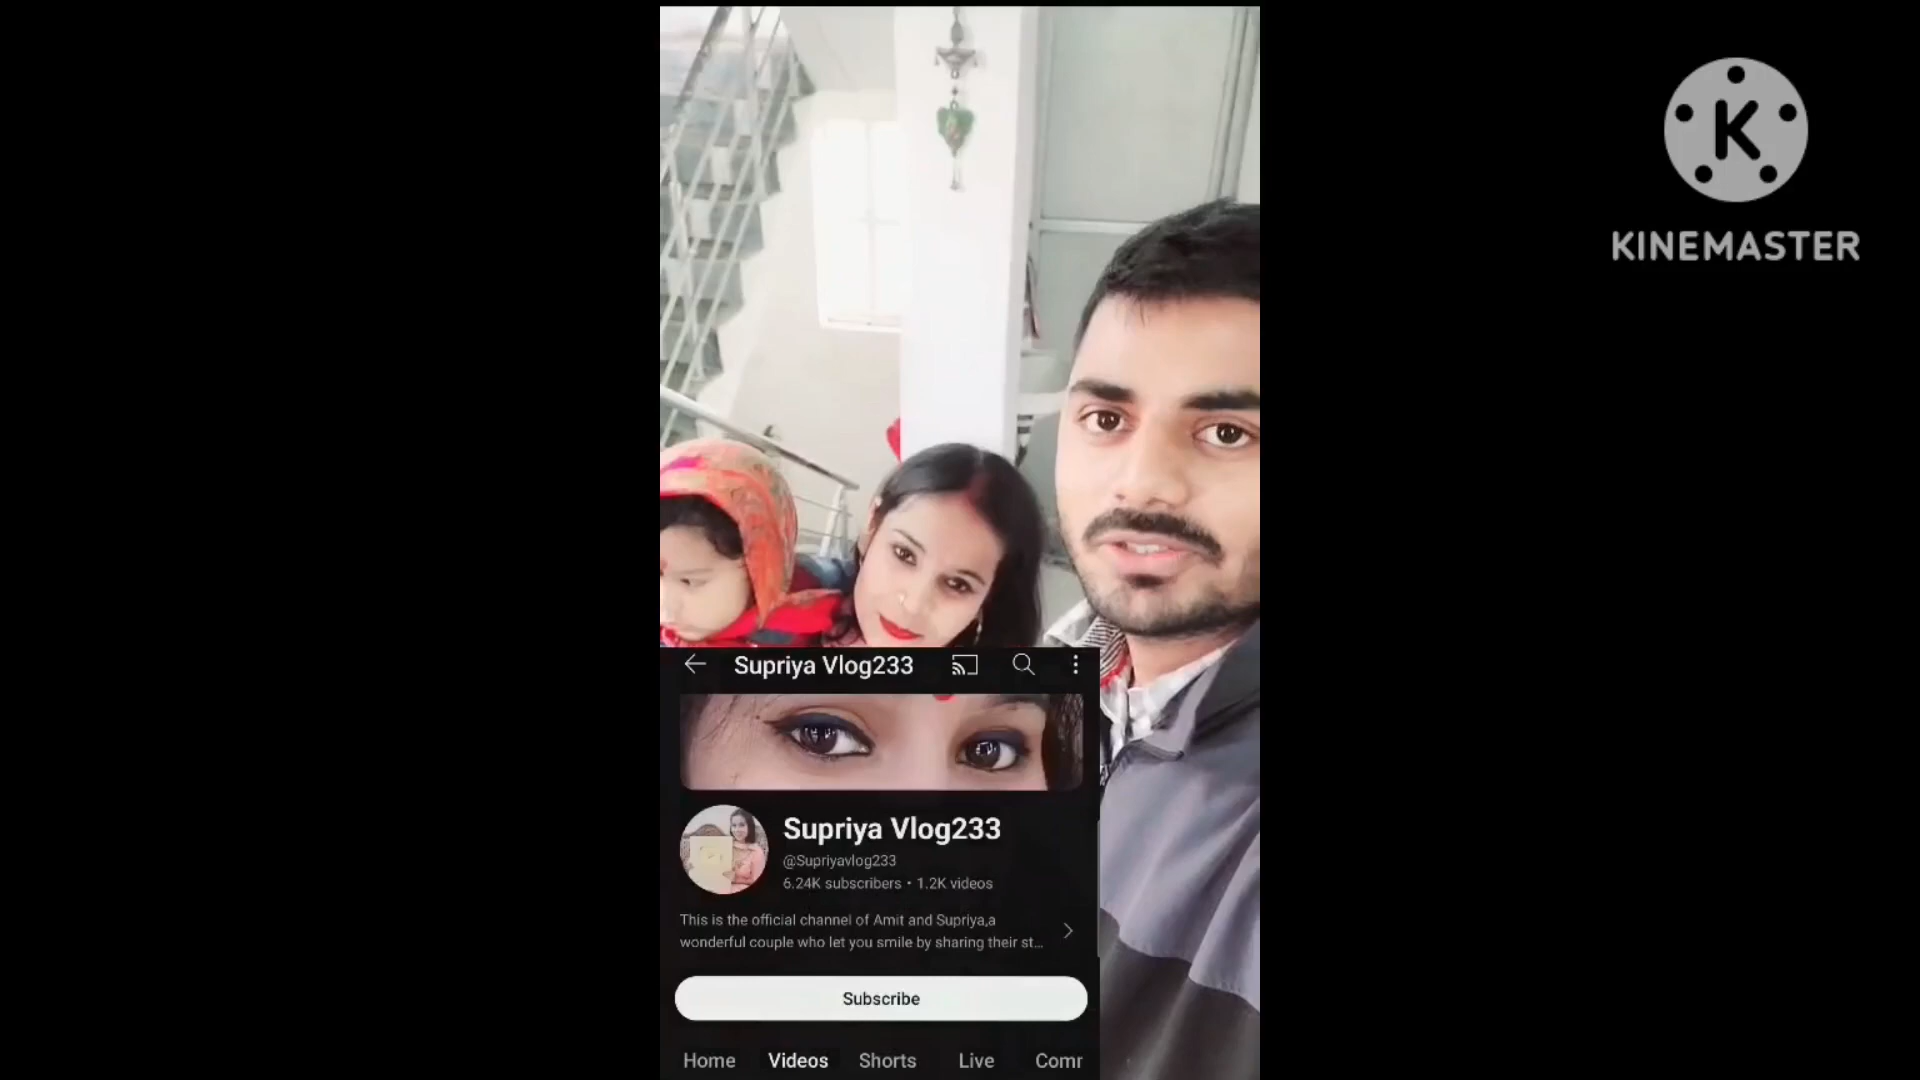 K
KINEMASTER
Supriya Vlog233
Supriya Vlog233
@Supriyavlog233
6.24K subscribers • 1.2K videos
This is the official channel of Amit and Supriya,a
wonderful couple who let you smile by sharing their st...
Subscribe
Home Videos Shorts Live Comr